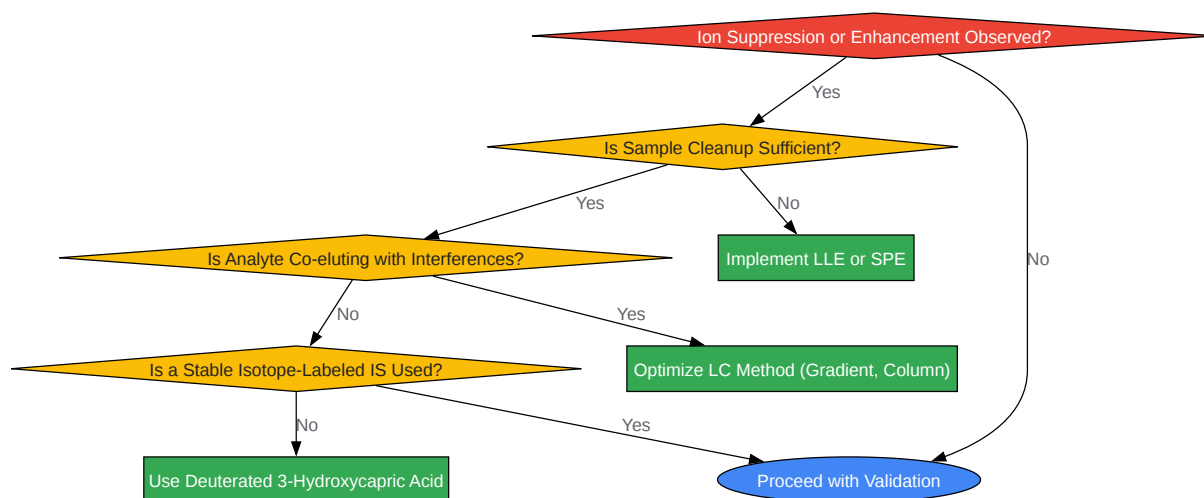 Ion Suppression or Enhancement Observed?
Yes
Is Sample Cleanup Sufficient?
Yes
No
Is Analyte Co-eluting with Interferences?
Implement LLE or SPE
No
No
Yes
Is a Stable Isotope-Labeled IS Used?
Optimize LC Method (Gradient, Column)
No
Yes
Use Deuterated 3-Hydroxycapric Acid
Proceed with Validation